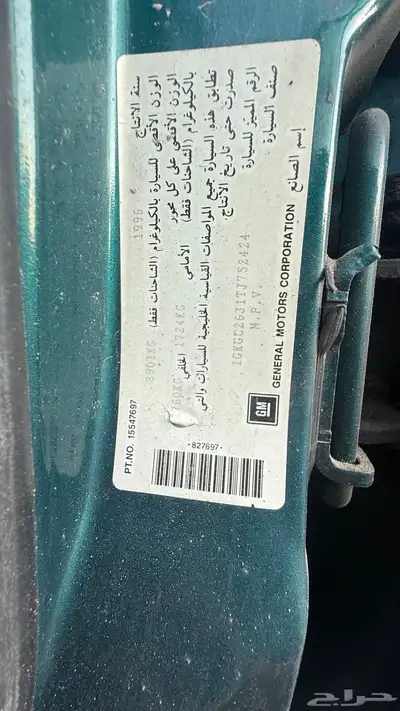 إسم الصانع GENERAL MOTORS CORPORATION GM
صنف السيارة M.P.V.
الرقم المميز للسيارة 1GKGC26J1TJ752424
صدرت حتى تاريخ الأنتاج.
تطابق هذه السيارة جميع المواصفات القياسية الخليجية للسيارات والتي
بالكيلوغرام (الشاحنات فقط) الأمامي 1724KG الخلفي
الوزن الأقصى على كل محور
الوزن الأقصى للسيارة بالكيلوغرام (الشاحنات فقط) 3901KG
سنة الانتاج 1996
-827697-
PT.NO. 15547697
حراج